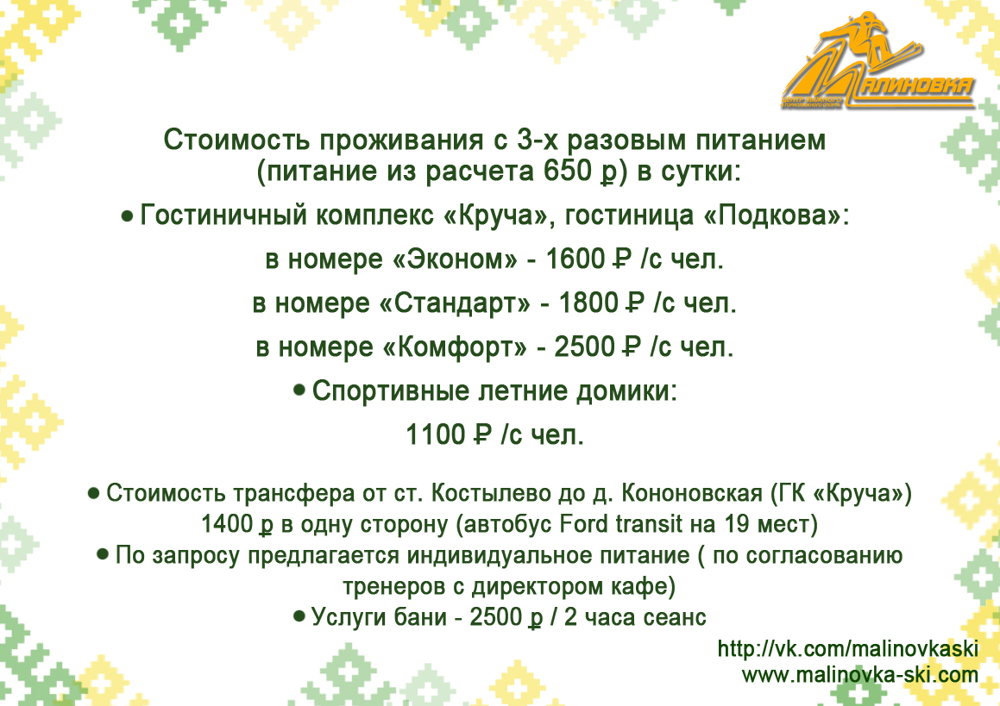 Малиновка
Стоимость проживания с 3-х разовым питанием
(питание из расчета 650 р) в сутки:
Гостиничный комплекс «Круча», гостиница «Подкова»:
в номере «Эконом» - 1600 ₽ /с чел.
в номере «Стандарт» - 1800 ₽ /с чел.
в номере «Комфорт» - 2500 ₽ /с чел.
Спортивные летние домики:
1100 ₽ /с чел.
Стоимость трансфера от ст. Костылево до д. Кононовская (ГК «Круча»)
1400 р в одну сторону (автобус Ford transit на 19 мест)
По запросу предлагается индивидуальное питание ( по согласованию
тренеров с директором кафе)
Услуги бани - 2500 р / 2 часа сеанс
http://vk.com/malinovkaski
www.malinovka-ski.com